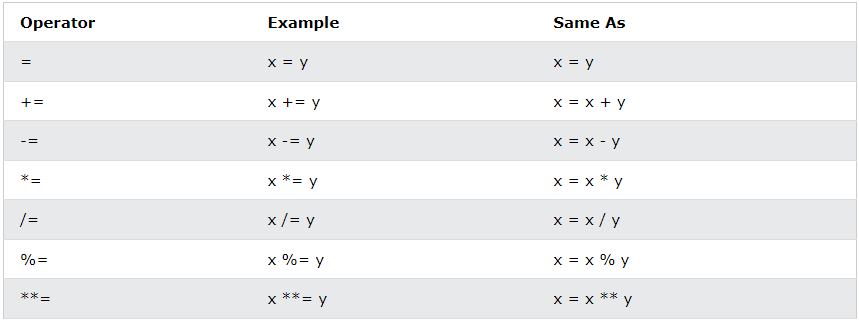 Operator Example Same As
= x = y x = y
+= x += y x = x + y
-= x -= y x = x - y
*= x *= y x = x * y
/= x /= y x = x / y
%= x %= y x = x % y
**= x **= y x = x ** y